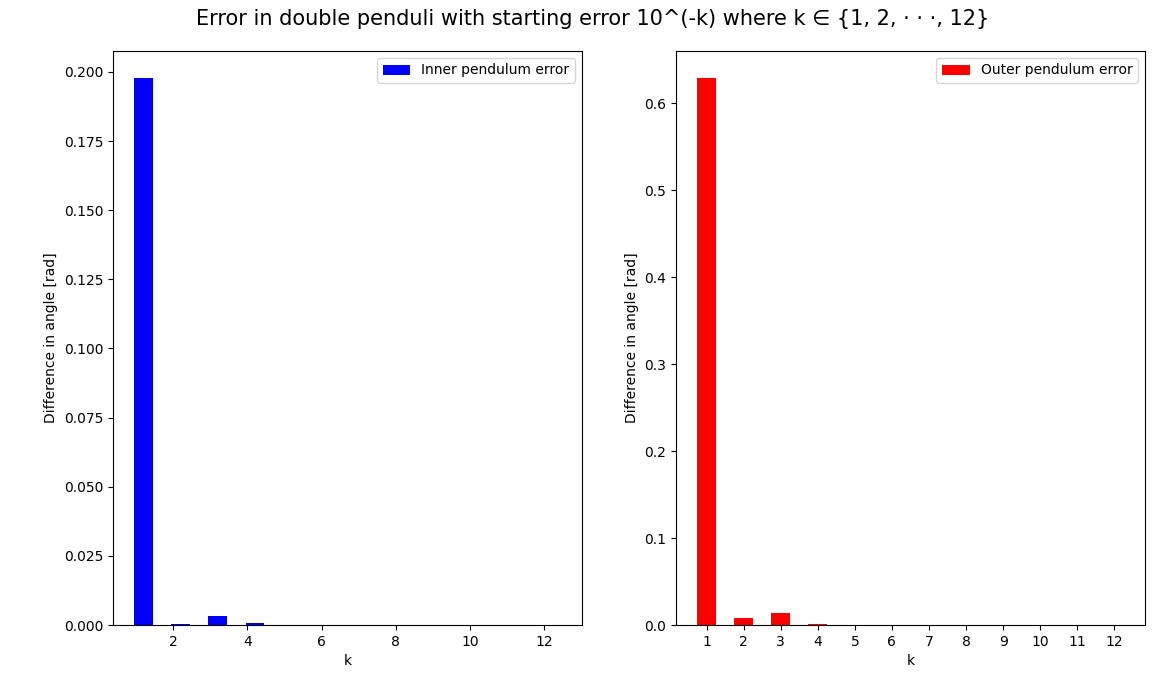 Error in double penduli with starting error 10^(-k) where k ∈ {1, 2, · · ·, 12}
Inner pendulum error
0.200
0.175
0.150
0.125
0.100
0.075
0.050
0.025
0.000
Difference in angle [rad]
2 4 6 8 10 12
k
Outer pendulum error
0.6
0.5
0.4
0.3
0.2
0.1
0.0
Difference in angle [rad]
1 2 3 4 5 6 7 8 9 10 11 12
k